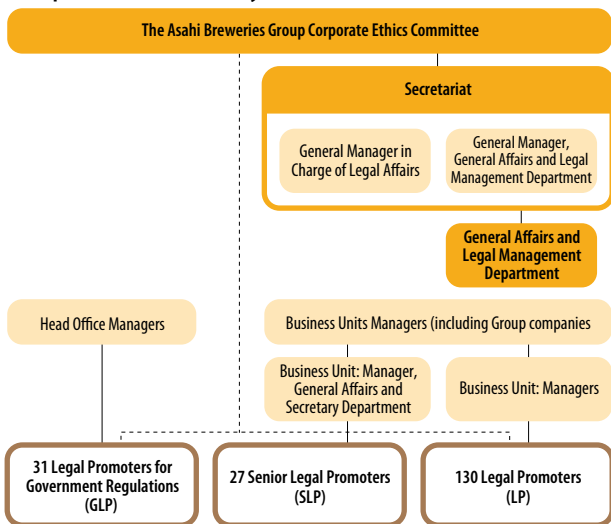 The Asahi Breweries Group Corporate Ethics Committee
Secretariat
General Manager in
Charge of Legal Affairs
General Manager,
General Affairs and Legal
Management Department
General Affairs and
Legal Management
Department
Head Office Managers
Business Units Managers (including Group companies
Business Unit: Manager,
General Affairs and
Secretary Department
Business Unit: Managers
31 Legal Promoters for
Government Regulations
(GLP)
27 Senior Legal Promoters
(SLP)
130 Legal Promoters
(LP)